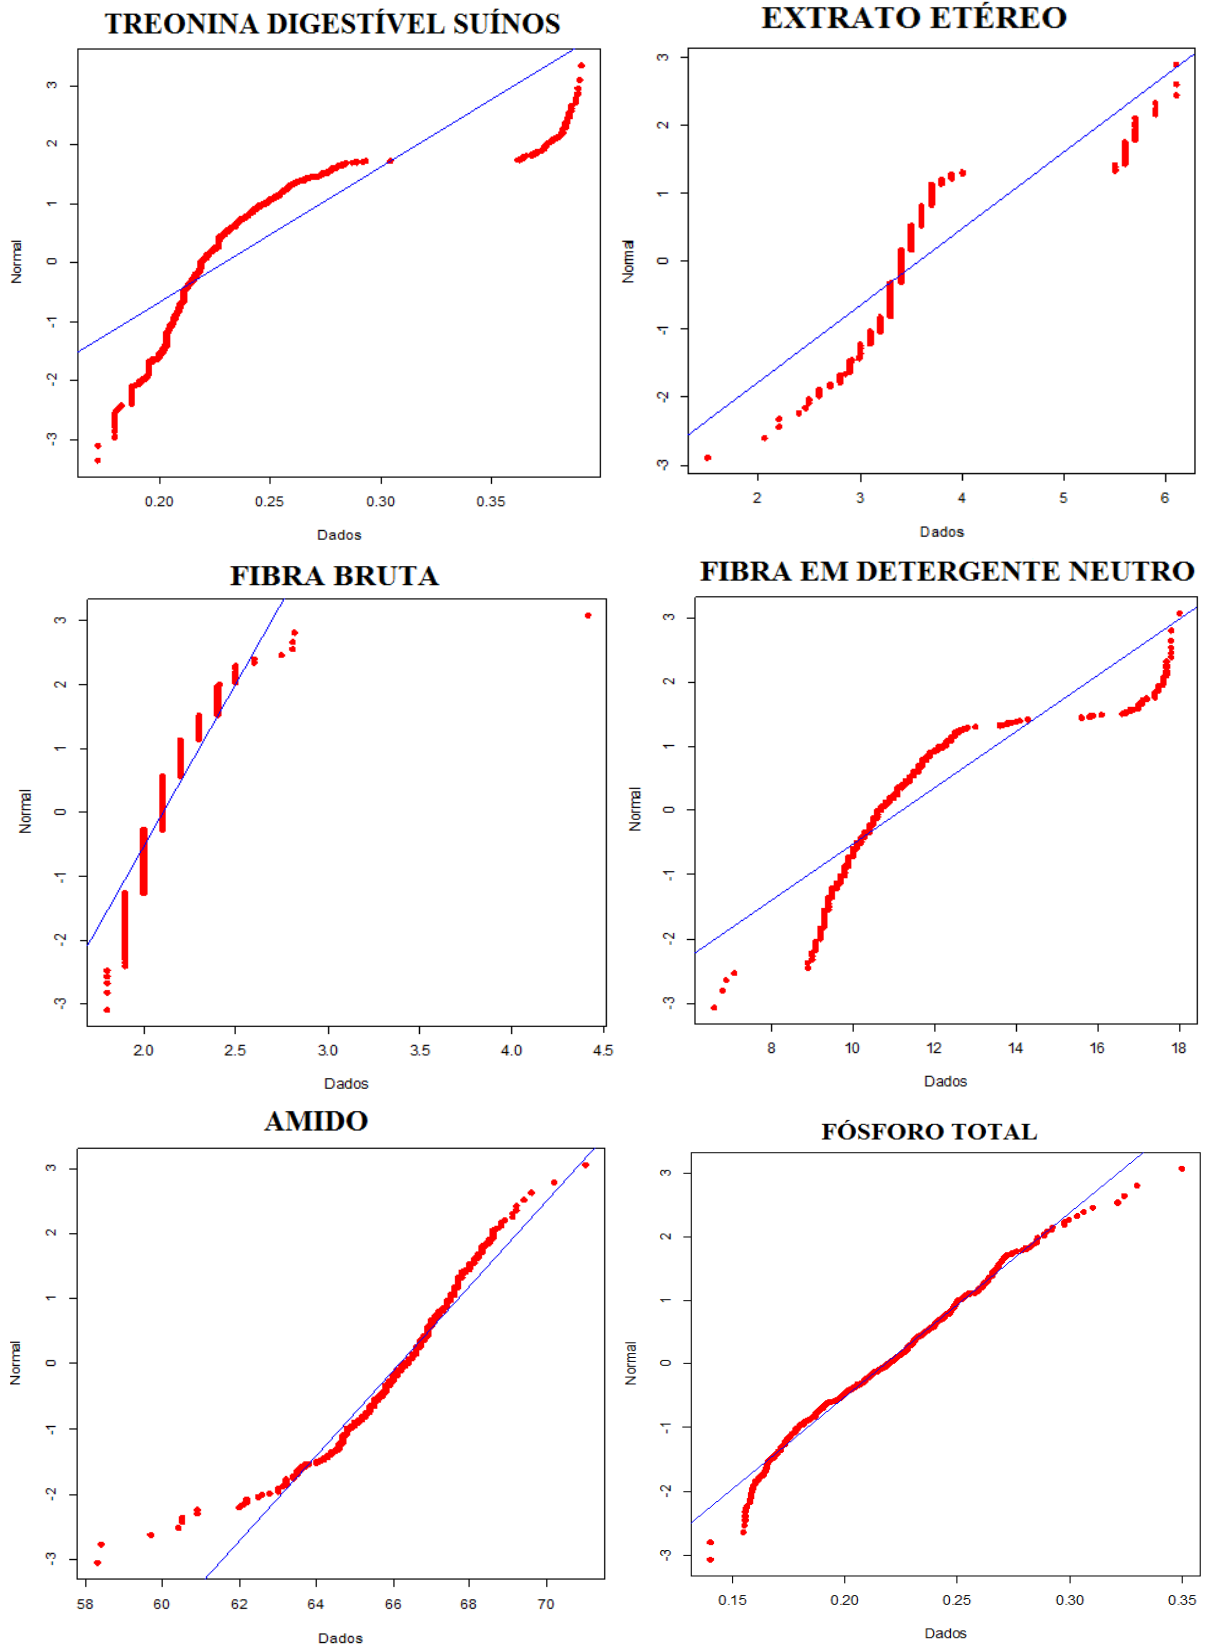 TREONINA DIGESTÍVEL SUÍNOS
Normal
3
2
1
0
-1
-2
-3
0.20 0.25 0.30 0.35
Dados
EXTRATO ETÉREO
Normal
3
2
1
0
-1
-2
-3
2 3 4 5 6
Dados
FIBRA BRUTA
Normal
3
2
1
0
-1
-2
-3
2.0 2.5 3.0 3.5 4.0 4.5
Dados
FIBRA EM DETERGENTE NEUTRO
Normal
3
2
1
0
-1
-2
-3
8 10 12 14 16 18
Dados
AMIDO
Normal
3
2
1
0
-1
-2
-3
58 60 62 64 66 68 70
Dados
FÓSFORO TOTAL
Normal
3
2
1
0
-1
-2
-3
0.15 0.20 0.25 0.30 0.35
Dados